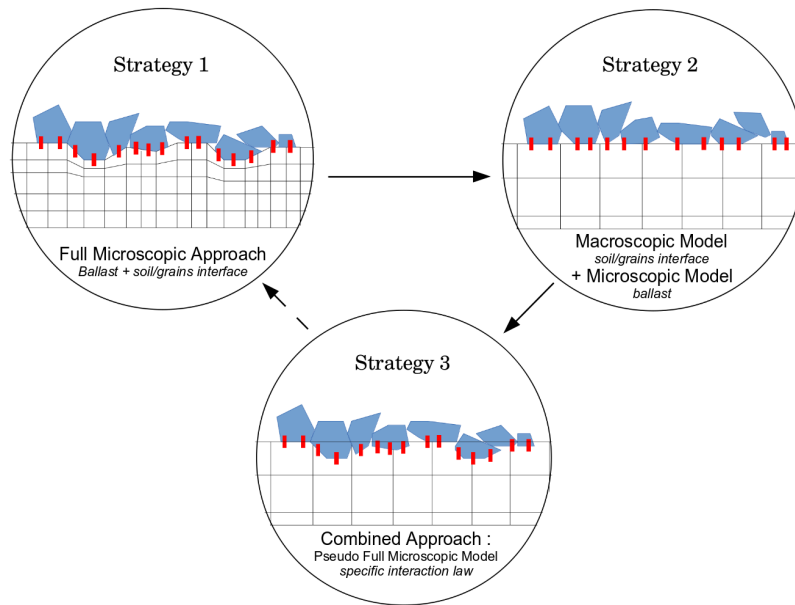 Strategy 1
Full Microscopic Approach
Ballast + soil/grains interface
Strategy 2
Macroscopic Model
soil/grains interface
+ Microscopic Model
ballast
Strategy 3
Combined Approach :
Pseudo Full Microscopic Model
specific interaction law